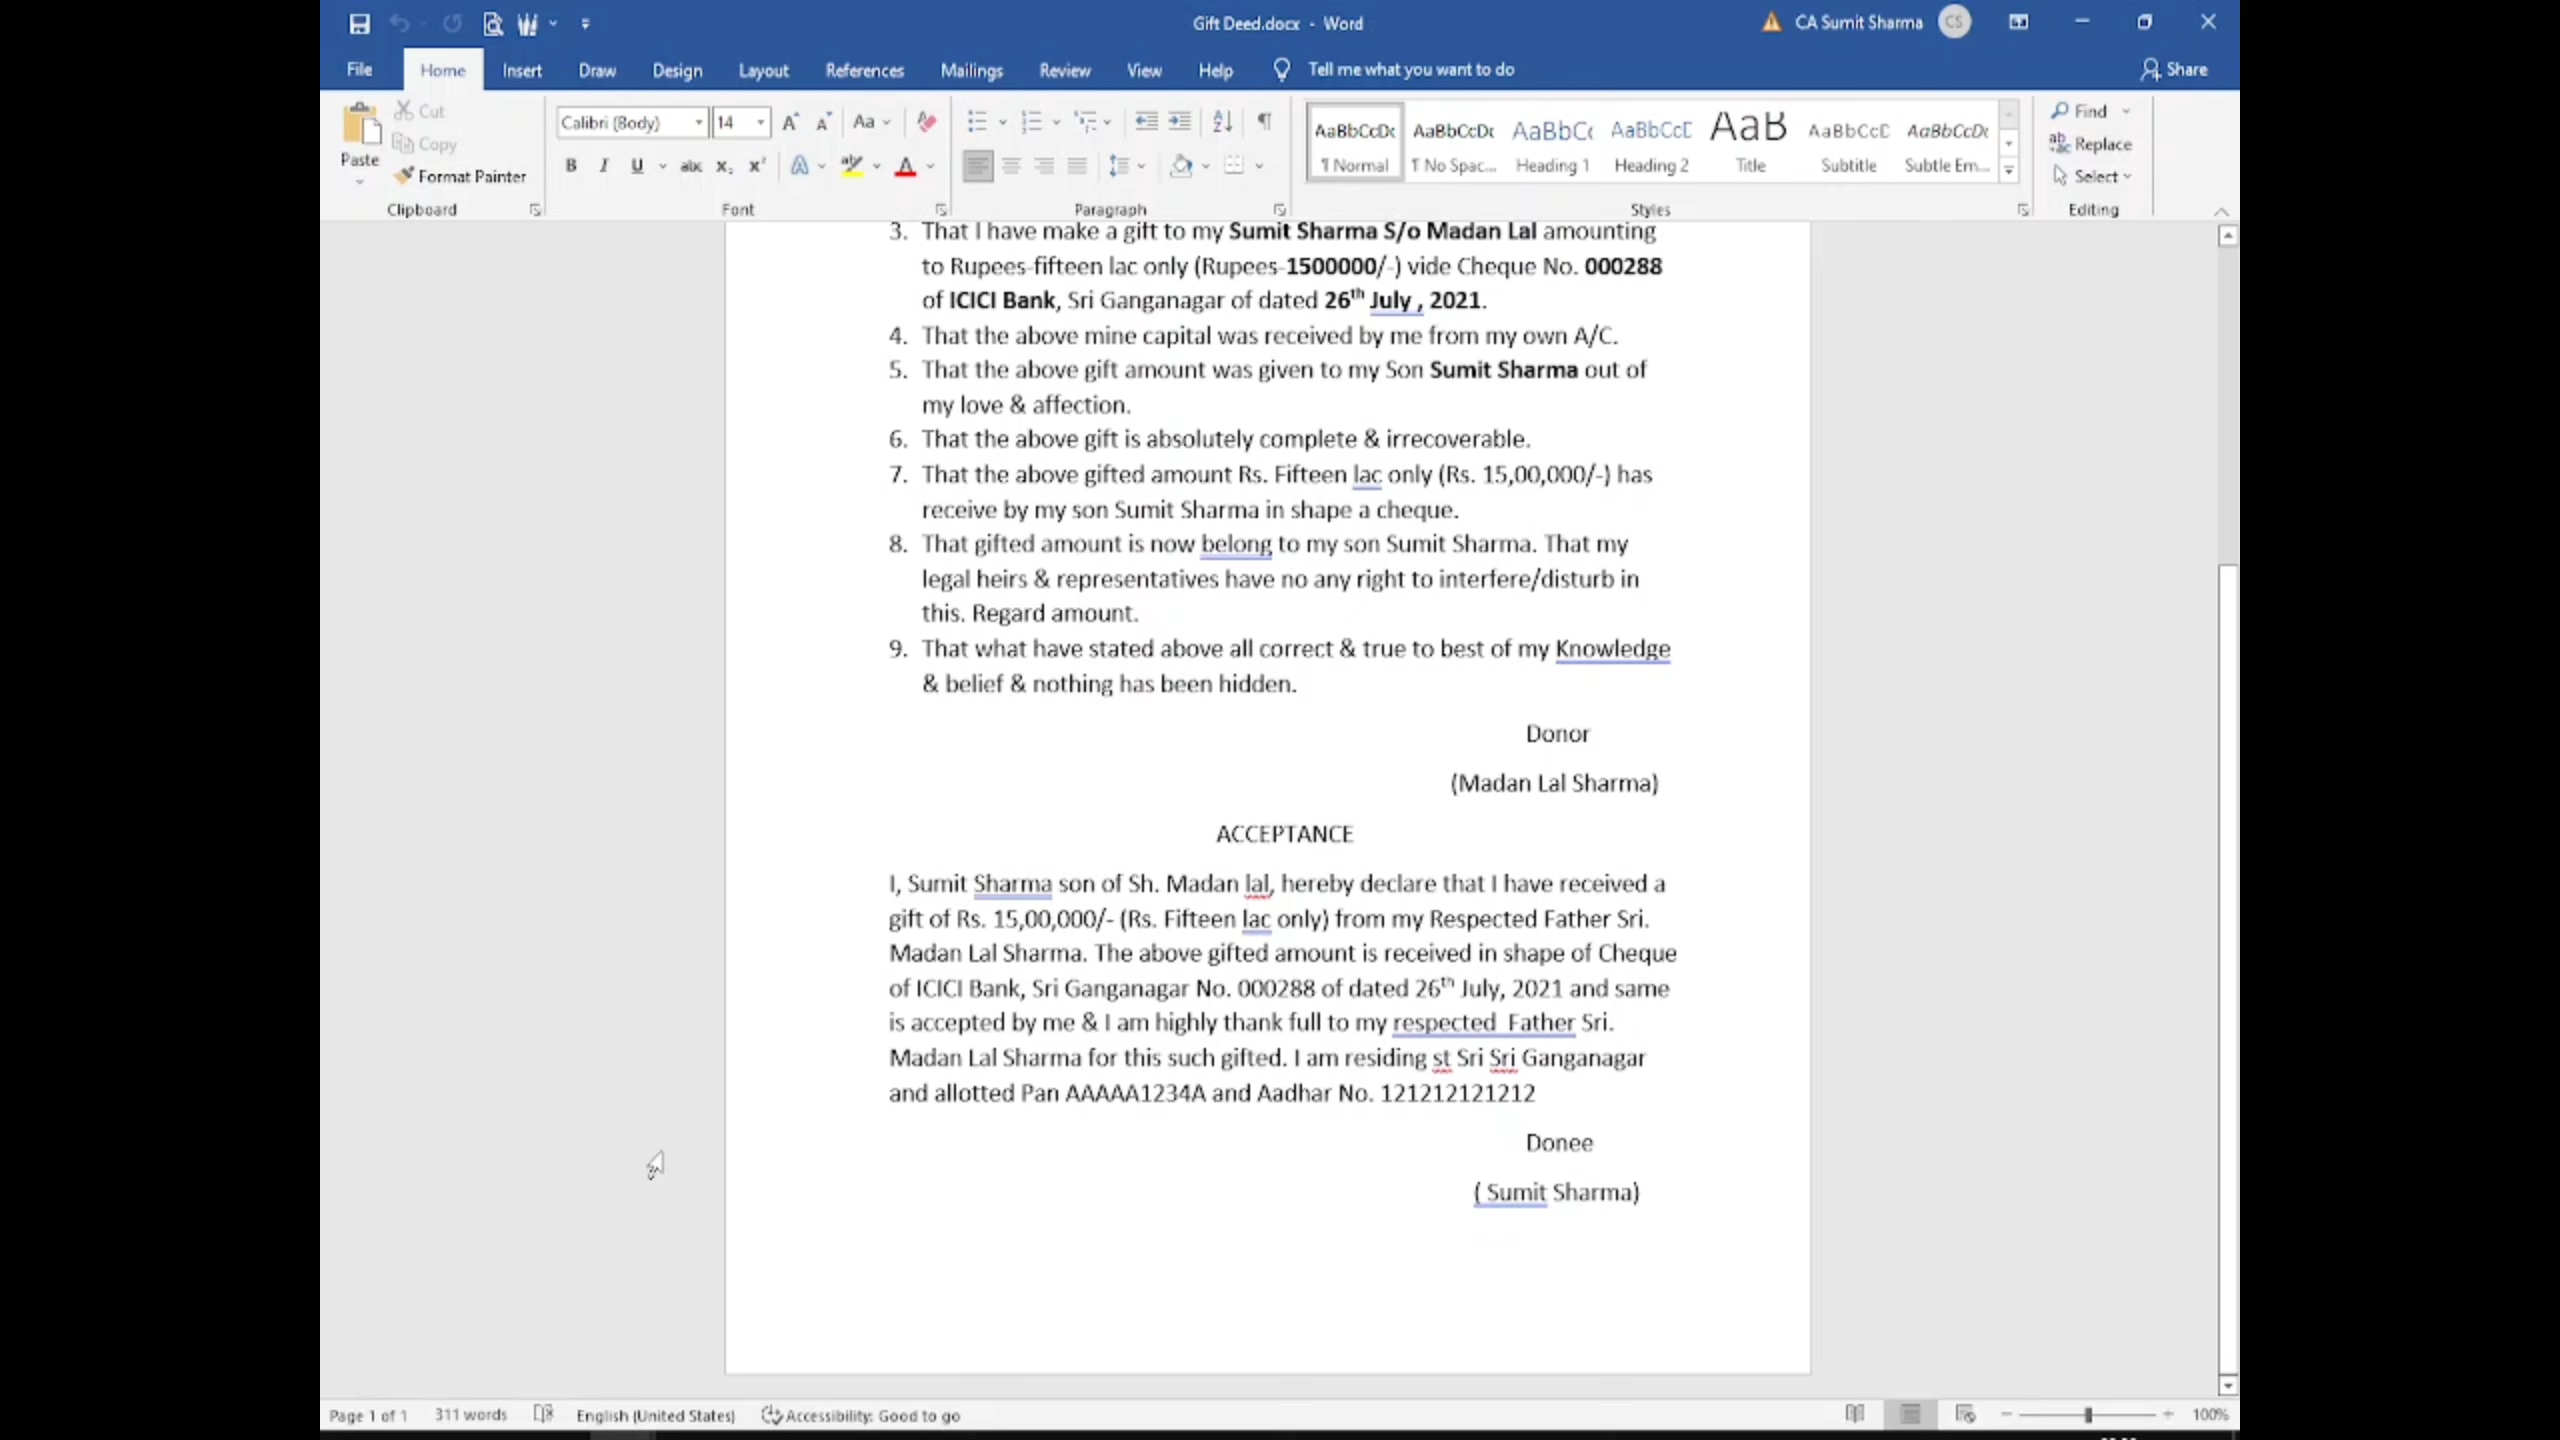 Gift Deed.docx - Word
CA Sumit Sharma CS
File Home Insert Draw Design Layout References Mailings Review View Help Tell me what you want to do Share
Paste Cut Copy Format Painter
Calibri (Body) 14
AaBbCcDc AaBbCcDc AaBbCc AaBbCcD AaB AaBbCcD AaBbCcDc
¶ Normal ¶ No Spac... Heading 1 Heading 2 Title Subtitle Subtle Em...
Find Replace Select
Clipboard Font Paragraph Styles Editing
3. That I have make a gift to my Sumit Sharma S/o Madan Lal amounting
to Rupees-fifteen lac only (Rupees-1500000/-) vide Cheque No. 000288
of ICICI Bank, Sri Ganganagar of dated 26th July , 2021.
4. That the above mine capital was received by me from my own A/C.
5. That the above gift amount was given to my Son Sumit Sharma out of
my love & affection.
6. That the above gift is absolutely complete & irrecoverable.
7. That the above gifted amount Rs. Fifteen lac only (Rs. 15,00,000/-) has
receive by my son Sumit Sharma in shape a cheque.
8. That gifted amount is now belong to my son Sumit Sharma. That my
legal heirs & representatives have no any right to interfere/disturb in
this. Regard amount.
9. That what have stated above all correct & true to best of my Knowledge
& belief & nothing has been hidden.
Donor
(Madan Lal Sharma)
ACCEPTANCE
I, Sumit Sharma son of Sh. Madan lal, hereby declare that I have received a
gift of Rs. 15,00,000/- (Rs. Fifteen lac only) from my Respected Father Sri.
Madan Lal Sharma. The above gifted amount is received in shape of Cheque
of ICICI Bank, Sri Ganganagar No. 000288 of dated 26th July, 2021 and same
is accepted by me & I am highly thank full to my respected  Father Sri.
Madan Lal Sharma for this such gifted. I am residing st Sri Sri Ganganagar
and allotted Pan AAAAA1234A and Aadhar No. 121212121212
Donee
( Sumit Sharma)
Page 1 of 1 311 words English (United States) Accessibility: Good to go 100%